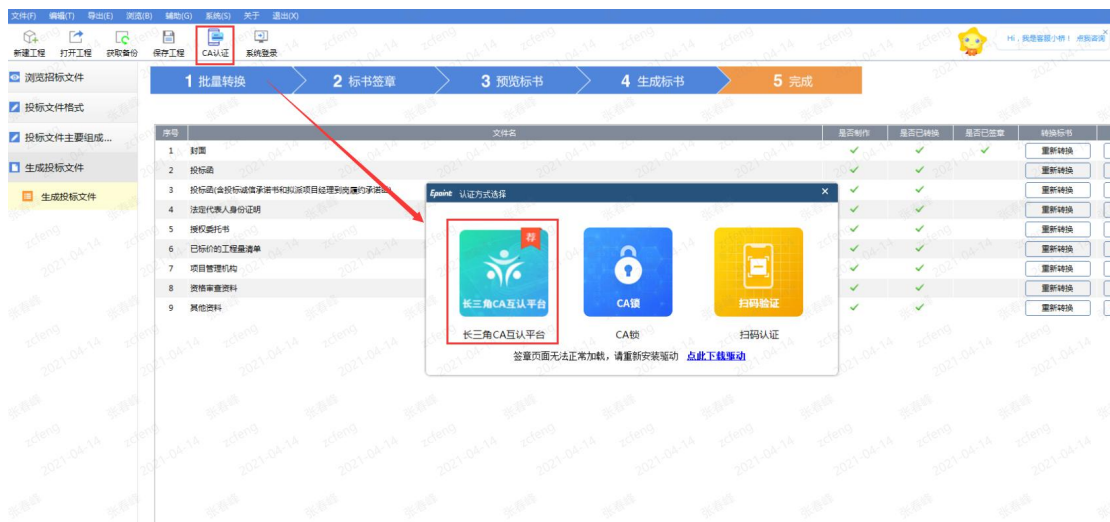 文件(F) 编辑(T) 导出(E) 浏览(B) 辅助(G) 系统(S) 关于 退出(X)
新建工程 打开工程 获取备份 保存工程 CA认证 系统登录
Hi，我是客服小桥！点我咨询
浏览招标文件
投标文件格式
投标文件主要组成...
生成投标文件
生成投标文件
1 批量转换 2 标书签章 3 预览标书 4 生成标书 5 完成
序号 文件名 是否制作 是否已转换 是否已签章 转换标书
1 封面 重新转换
2 投标函 重新转换
3 投标函(含投标诚信承诺书和拟派项目经理到岗履约承诺书) 重新转换
4 法定代表人身份证明 重新转换
5 授权委托书 重新转换
6 已标价的工程量清单 重新转换
7 项目管理机构 重新转换
8 资格审查资料 重新转换
9 其他资料 重新转换
Epoint 认证方式选择
荐
长三角CA互认平台 CA锁 扫码验证
长三角CA互认平台 CA锁 扫码认证
签章页面无法正常加载，请重新安装驱动 点此下载驱动
zcfeng
2021-04-14